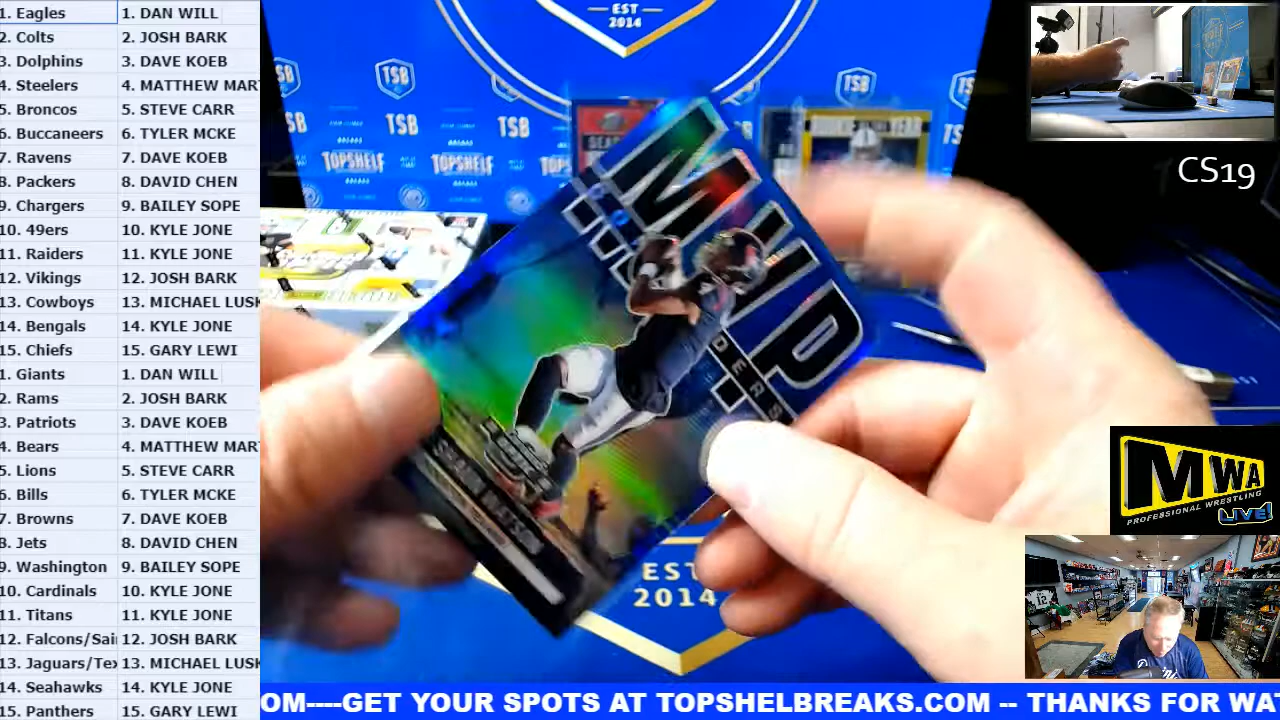 1. Eagles 1. DAN WILL
2. Colts 2. JOSH BARK
3. Dolphins 3. DAVE KOEB
4. Steelers 4. MATTHEW MAR
5. Broncos 5. STEVE CARR
6. Buccaneers 6. TYLER MCKE
7. Ravens 7. DAVE KOEB
8. Packers 8. DAVID CHEN
9. Chargers 9. BAILEY SOPE
10. 49ers 10. KYLE JONE
11. Raiders 11. KYLE JONE
12. Vikings 12. JOSH BARK
13. Cowboys 13. MICHAEL LUSK
14. Bengals 14. KYLE JONE
15. Chiefs 15. GARY LEWI
1. Giants 1. DAN WILL
2. Rams 2. JOSH BARK
3. Patriots 3. DAVE KOEB
4. Bears 4. MATTHEW MAR
5. Lions 5. STEVE CARR
6. Bills 6. TYLER MCKE
7. Browns 7. DAVE KOEB
8. Jets 8. DAVID CHEN
9. Washington 9. BAILEY SOPE
10. Cardinals 10. KYLE JONE
11. Titans 11. KYLE JONE
12. Falcons/Sai 12. JOSH BARK
13. Jaguars/Tex 13. MICHAEL LUSK
14. Seahawks 14. KYLE JONE
15. Panthers 15. GARY LEWI
EST
2014
TSB
TSB
TSB
TSB
TSB
TOPSHELF
TOPSHELF
MVP
EST
2014
CS19
MWA
PROFESSIONAL WRESTLING
LIVE!
OM----GET YOUR SPOTS AT TOPSHELBREAKS.COM -- THANKS FOR WA